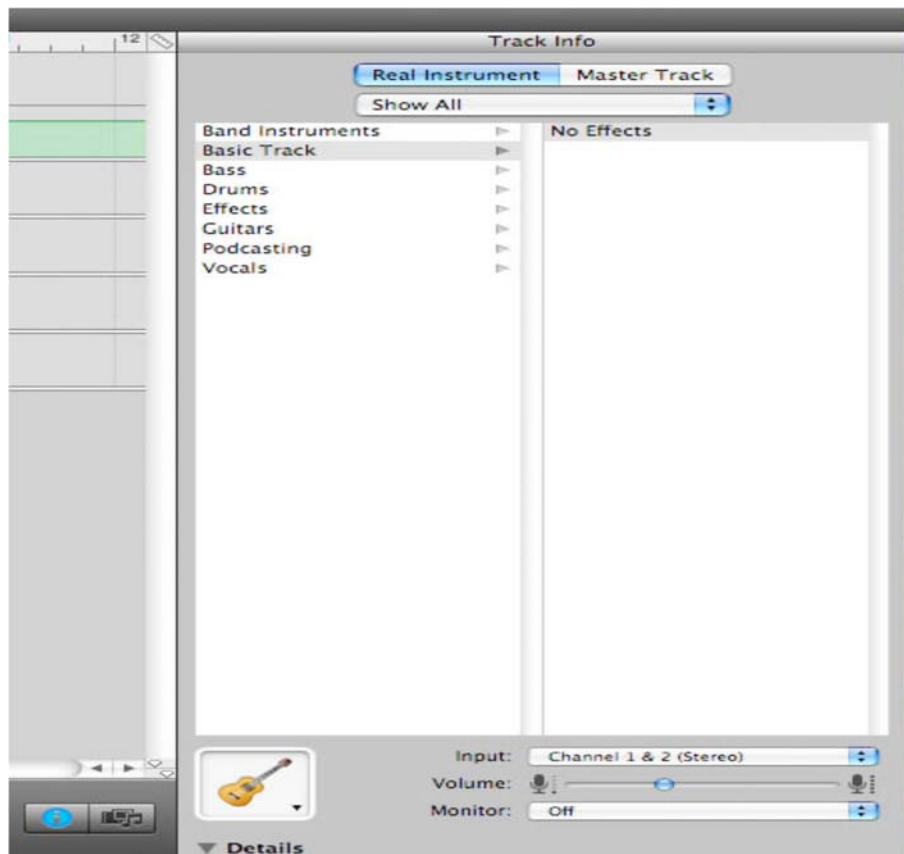 12
Track Info
Real Instrument Master Track
Show All
Band Instruments
Basic Track
Bass
Drums
Effects
Guitars
Podcasting
Vocals
No Effects
Input: Channel 1 & 2 (Stereo)
Volume:
Monitor: Off
Details